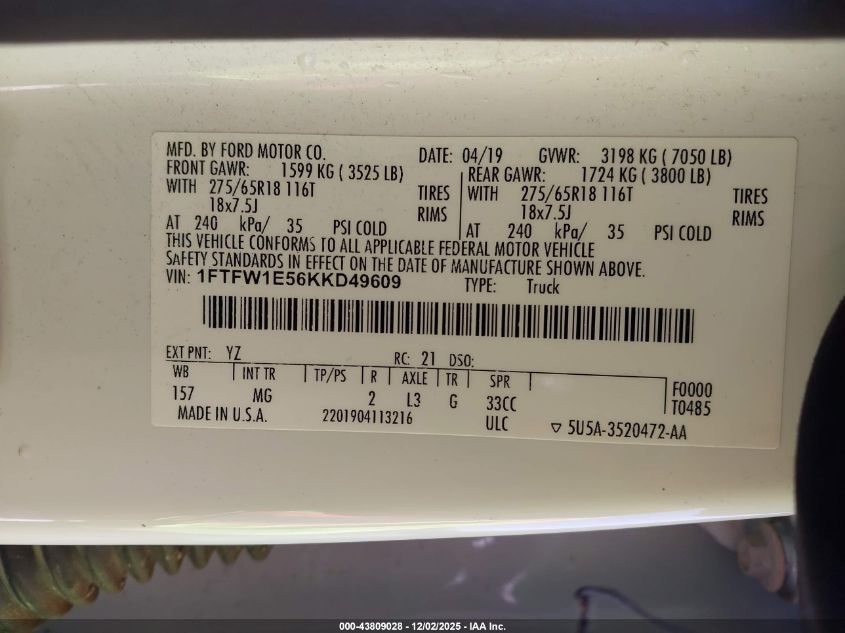 MFD. BY FORD MOTOR CO. DATE: 04/19 GVWR: 3198 KG ( 7050 LB)
FRONT GAWR: 1599 KG ( 3525 LB) REAR GAWR: 1724 KG ( 3800 LB)
WITH 275/65R18 116T TIRES WITH 275/65R18 116T TIRES
18x7.5J RIMS 18x7.5J RIMS
AT 240 kPa/ 35 PSI COLD AT 240 kPa/ 35 PSI COLD
THIS VEHICLE CONFORMS TO ALL APPLICABLE FEDERAL MOTOR VEHICLE
SAFETY STANDARDS IN EFFECT ON THE DATE OF MANUFACTURE SHOWN ABOVE.
VIN: 1FTFW1E56KKD49609 TYPE: Truck
EXT PNT: YZ RC: 21 DSO:
WB INT TR TP/PS R AXLE TR SPR F0000
157 MG 2 L3 G 33CC T0485
MADE IN U.S.A. 2201904113216 ULC ▽ 5U5A-3520472-AA
000-43809028 - 12/02/2025 - IAA Inc.